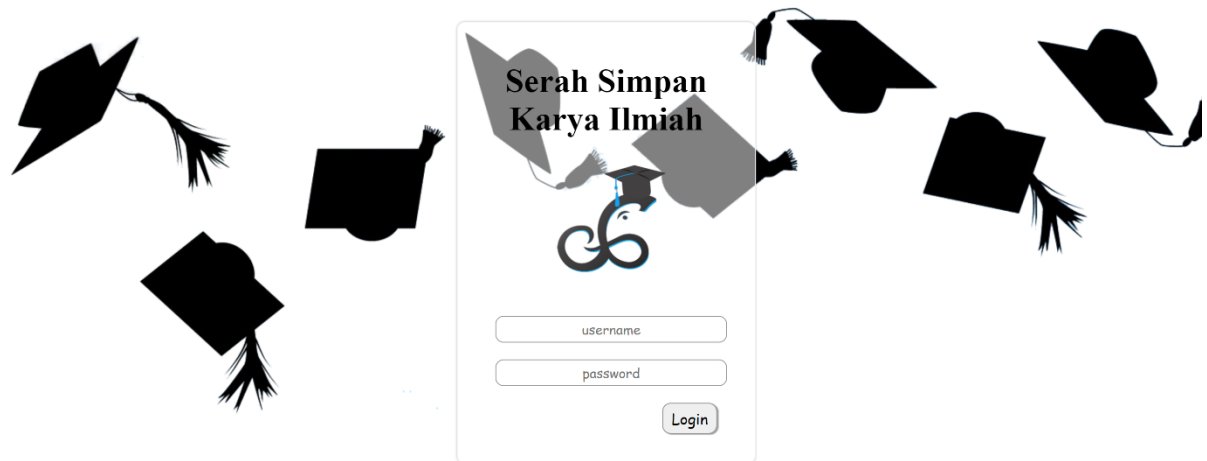 Serah Simpan
Karya Ilmiah
username
password
Login